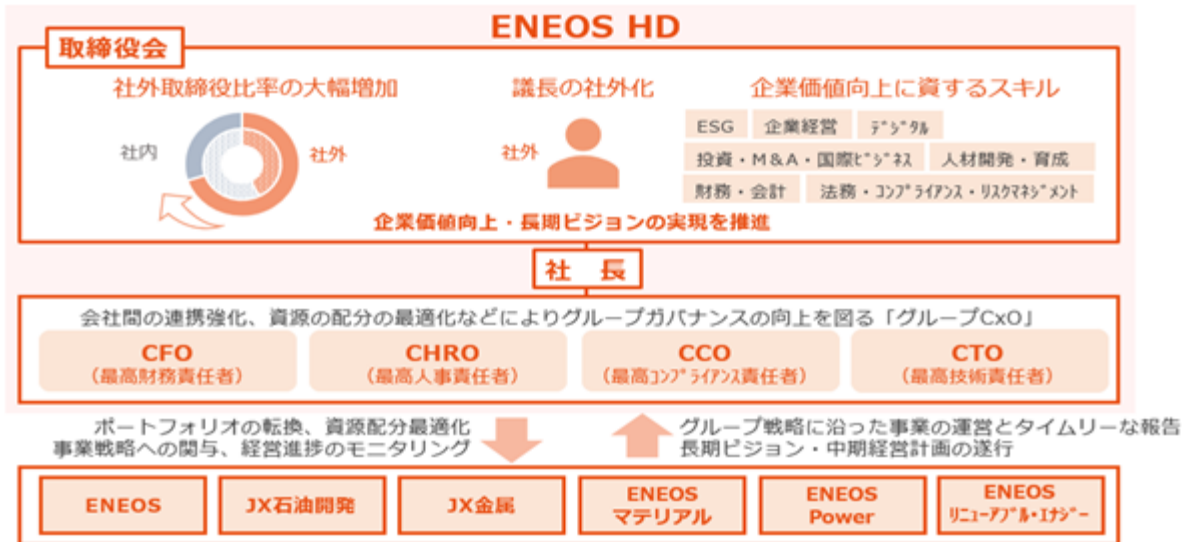 ENEOS HD
取締役会
社外取締役比率の大幅増加
議長の社外化
企業価値向上に資するスキル
社内
社外
社外
ESG
企業経営
ﾃﾞｼﾞﾀﾙ
投資・M&A・国際ﾋﾞｼﾞﾈｽ
人材開発・育成
財務・会計
法務・ｺﾝﾌﾟﾗｲｱﾝｽ・ﾘｽｸﾏﾈｼﾞﾒﾝﾄ
企業価値向上・長期ビジョンの実現を推進
社　長
会社間の連携強化、資源の配分の最適化などによりグループガバナンスの向上を図る「グループCxO」
CFO
（最高財務責任者）
CHRO
（最高人事責任者）
CCO
（最高ｺﾝﾌﾟﾗｲｱﾝｽ責任者）
CTO
（最高技術責任者）
ポートフォリオの転換、資源配分最適化
事業戦略への関与、経営進捗のモニタリング
グループ戦略に沿った事業の運営とタイムリーな報告
長期ビジョン・中期経営計画の遂行
ENEOS
JX石油開発
JX金属
ENEOS
マテリアル
ENEOS
Power
ENEOS
ﾘﾆｭｰｱﾌﾞﾙ・ｴﾅｼﾞｰ